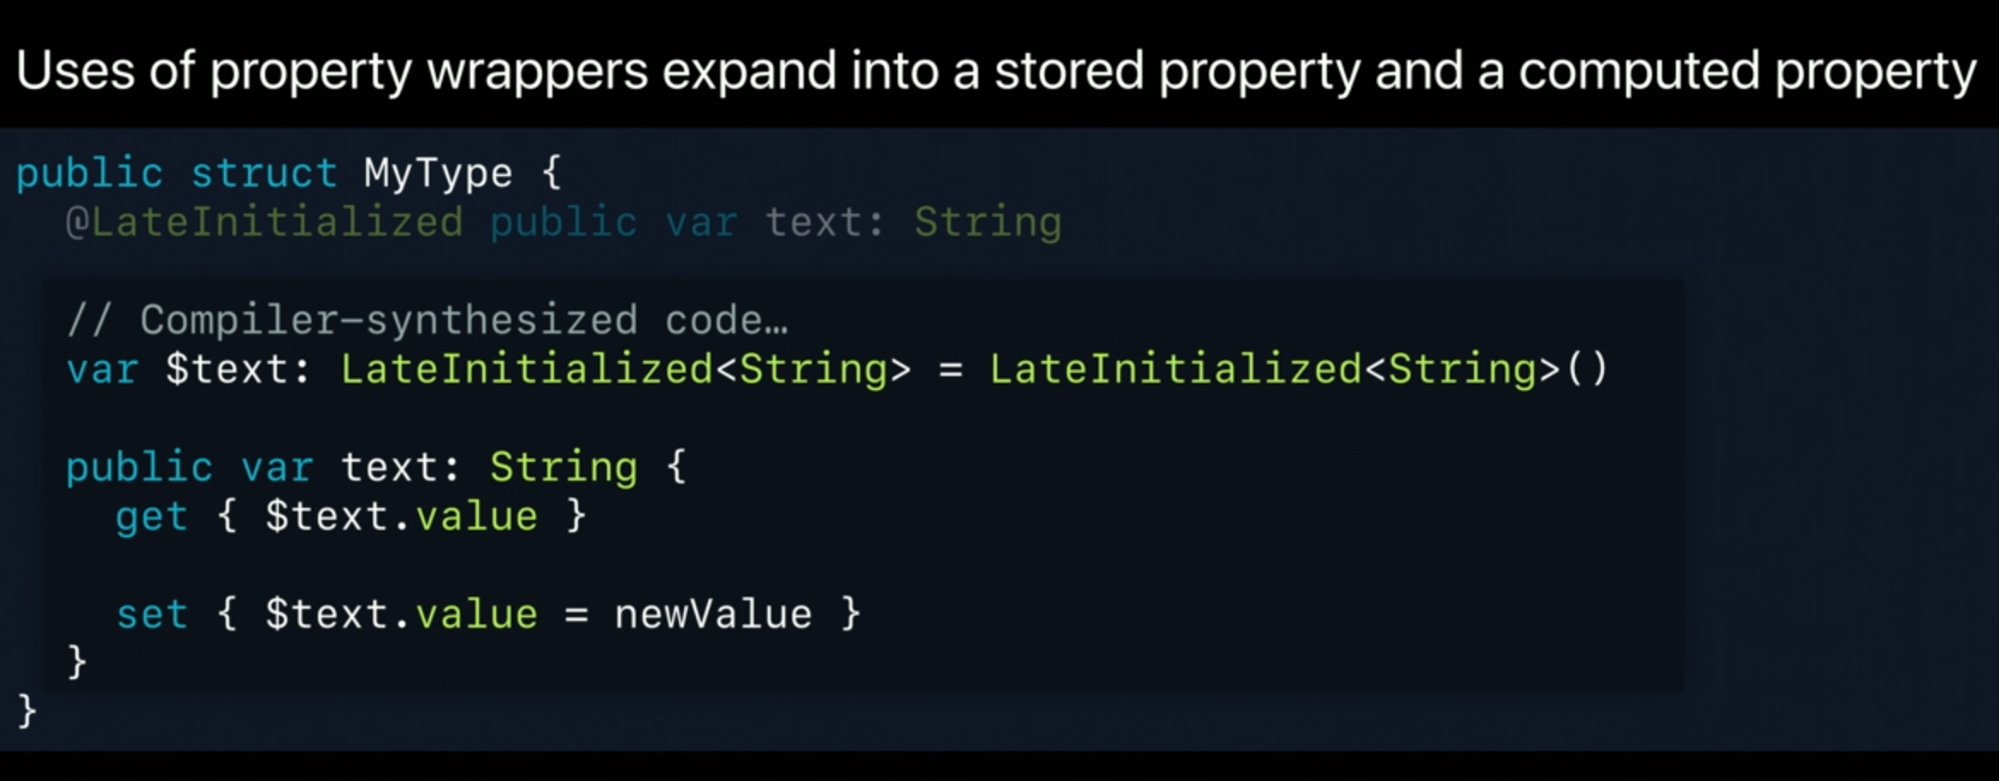 Uses of property wrappers expand into a stored property and a computed property
public struct MyType {
@LateInitialized public var text: String
// Compiler-synthesized code…
var $text: LateInitialized<String> = LateInitialized<String>()
public var text: String {
get { $text.value }
set { $text.value = newValue }
}
}